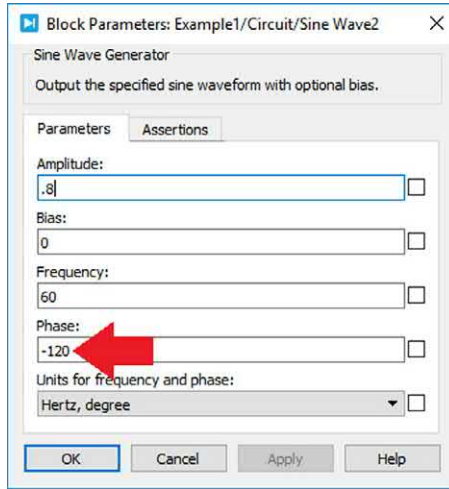 Block Parameters: Example1/Circuit/Sine Wave2
Sine Wave Generator
Output the specified sine waveform with optional bias.
Parameters Assertions
Amplitude:
.8
Bias:
0
Frequency:
60
Phase:
-120
Units for frequency and phase:
Hertz, degree
OK Cancel Apply Help